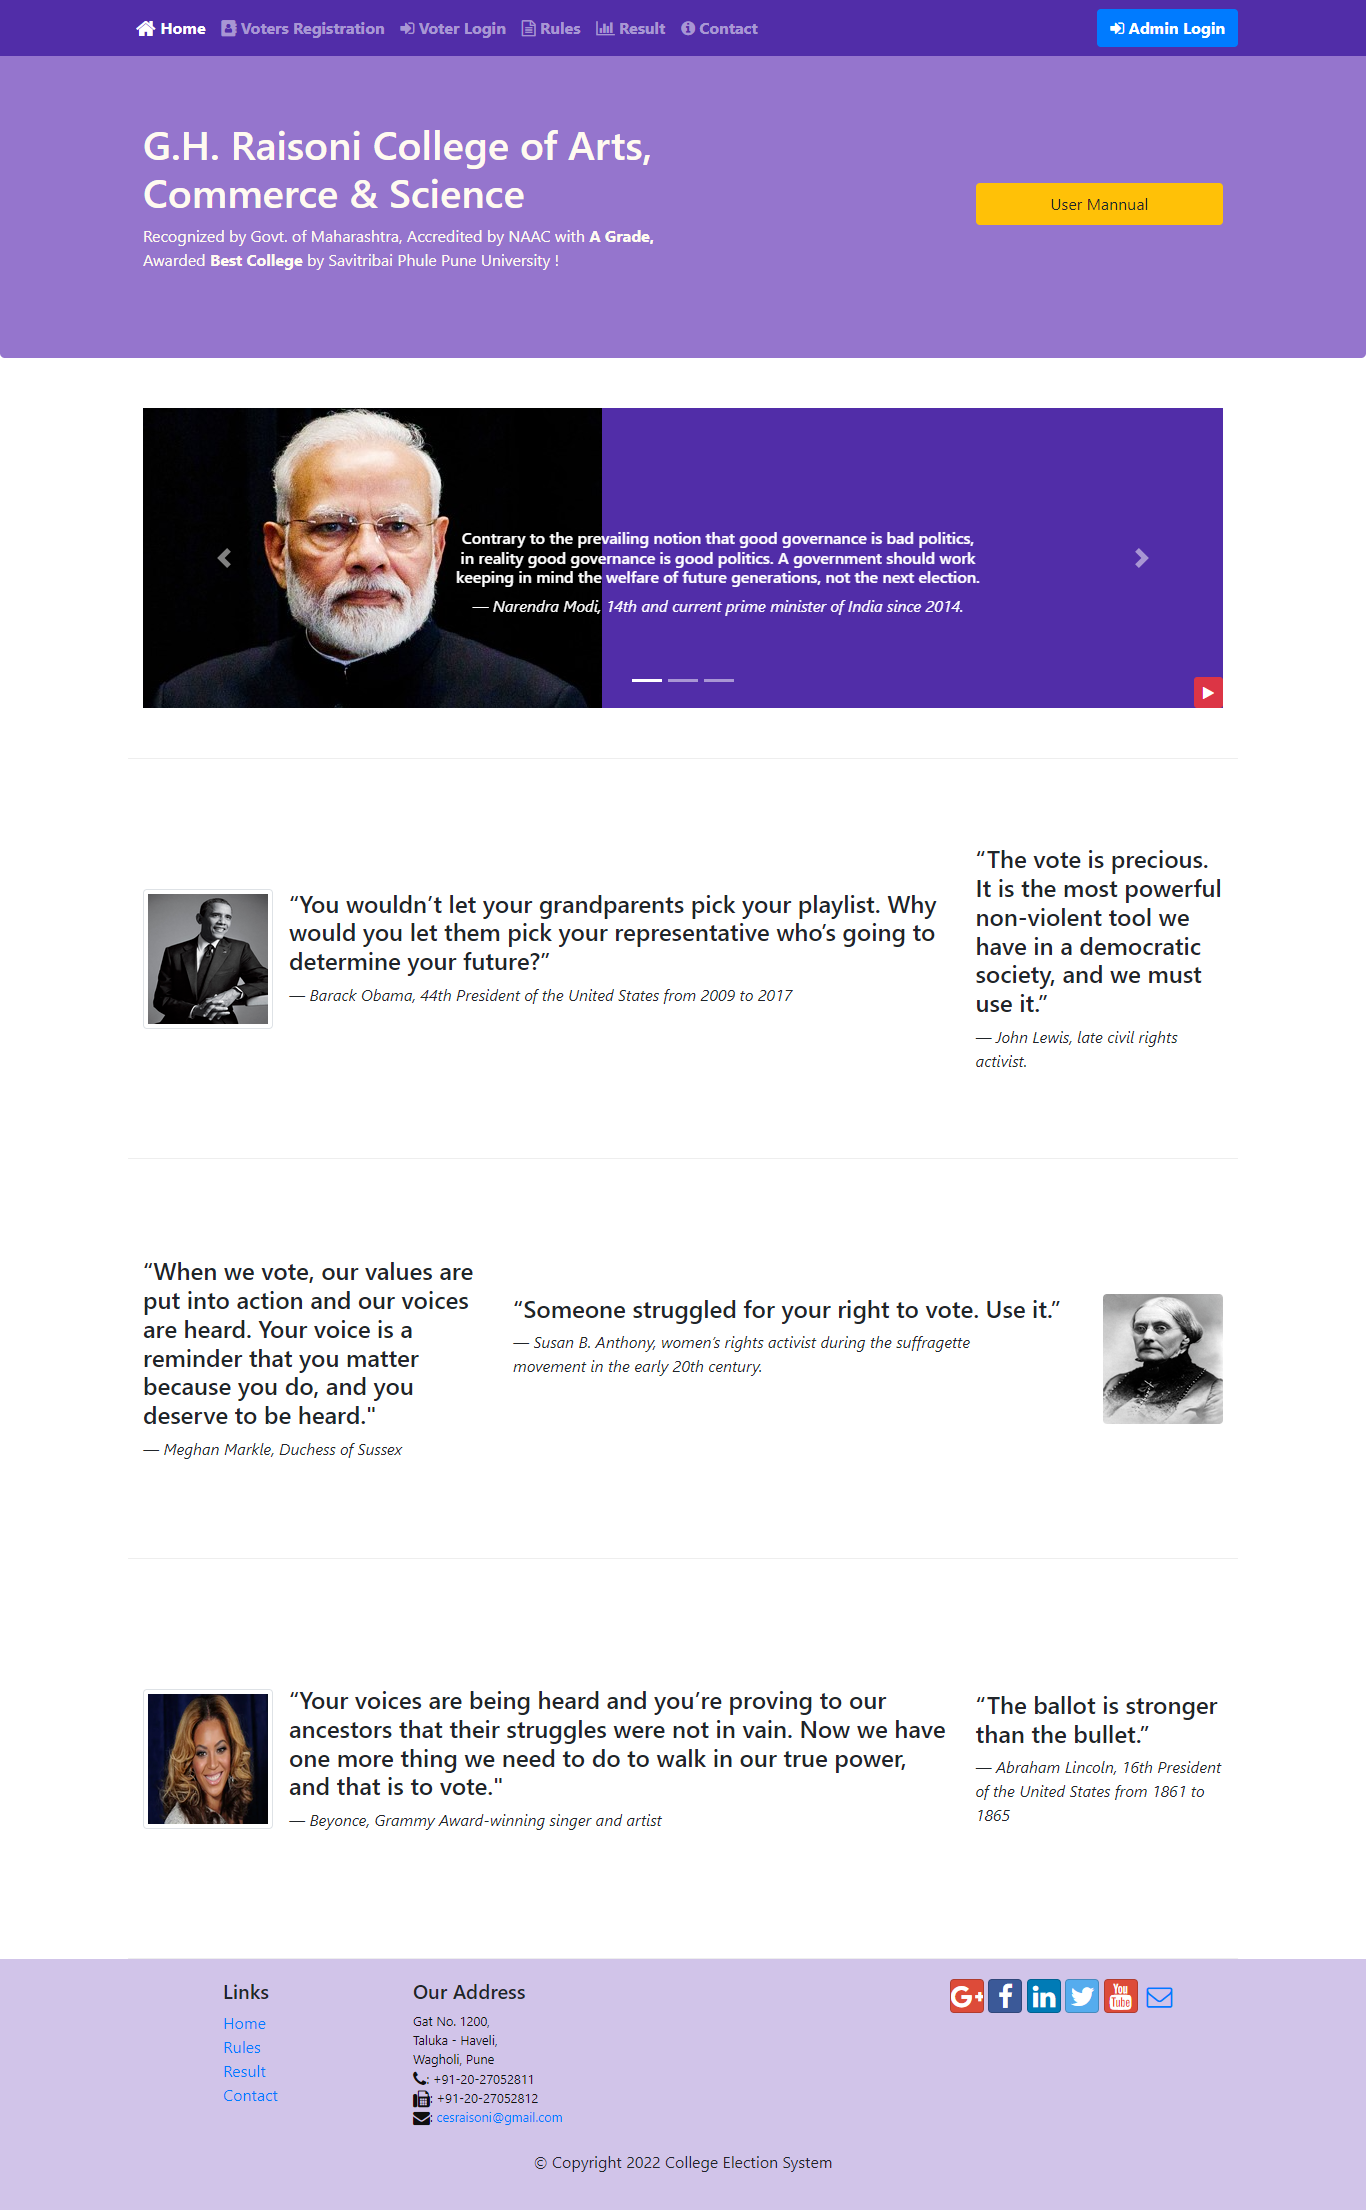 Home Voters Registration Voter Login Rules Result Contact Admin Login
G.H. Raisoni College of Arts,
Commerce & Science
Recognized by Govt. of Maharashtra, Accredited by NAAC with A Grade,
Awarded Best College by Savitribai Phule Pune University !
User Mannual
Contrary to the prevailing notion that good governance is bad politics,
in reality good governance is good politics. A government should work
keeping in mind the welfare of future generations, not the next election.
— Narendra Modi, 14th and current prime minister of India since 2014.
“You wouldn’t let your grandparents pick your playlist. Why
would you let them pick your representative who’s going to
determine your future?”
— Barack Obama, 44th President of the United States from 2009 to 2017
“The vote is precious.
It is the most powerful
non-violent tool we
have in a democratic
society, and we must
use it.”
— John Lewis, late civil rights
activist.
“When we vote, our values are
put into action and our voices
are heard. Your voice is a
reminder that you matter
because you do, and you
deserve to be heard."
— Meghan Markle, Duchess of Sussex
“Someone struggled for your right to vote. Use it.”
— Susan B. Anthony, women’s rights activist during the suffragette
movement in the early 20th century.
“Your voices are being heard and you’re proving to our
ancestors that their struggles were not in vain. Now we have
one more thing we need to do to walk in our true power,
and that is to vote."
— Beyonce, Grammy Award-winning singer and artist
“The ballot is stronger
than the bullet.”
— Abraham Lincoln, 16th President
of the United States from 1861 to
1865
Links
Home
Rules
Result
Contact
Our Address
Gat No. 1200,
Taluka - Haveli,
Wagholi, Pune
: +91-20-27052811
: +91-20-27052812
: cesraisoni@gmail.com
G+ f in You Tube
© Copyright 2022 College Election System